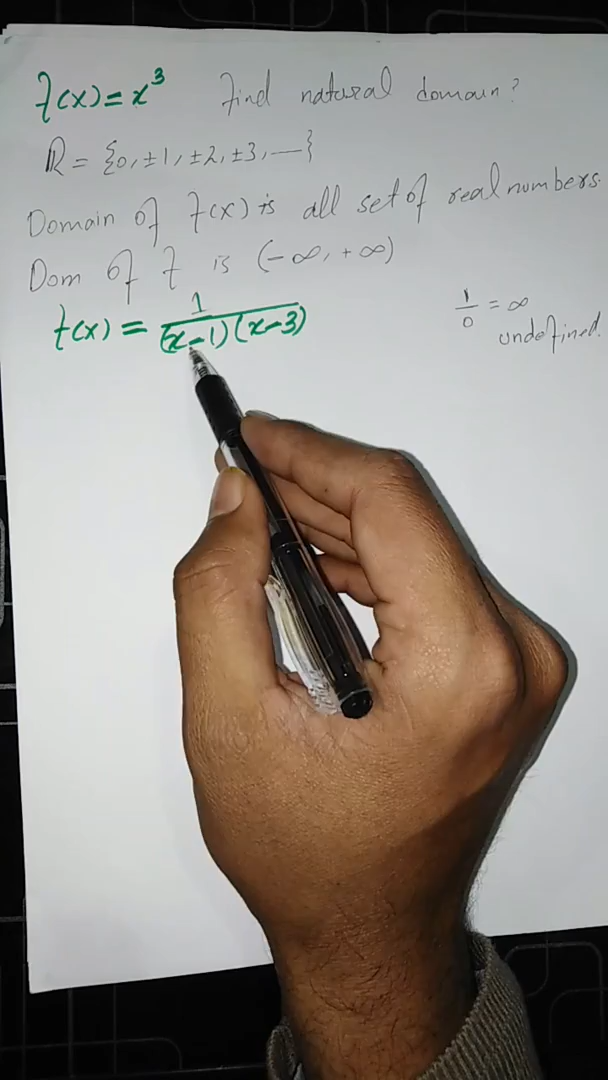 f(x) = x³ Find natural domain?
ℝ = {0, ±1, ±2, ±3, —}
Domain of f(x) is all set of real numbers.
Dom of f is (-∞, +∞)
f(x) = 1/((x-1)(x-3))
1/0 = ∞
undefined.